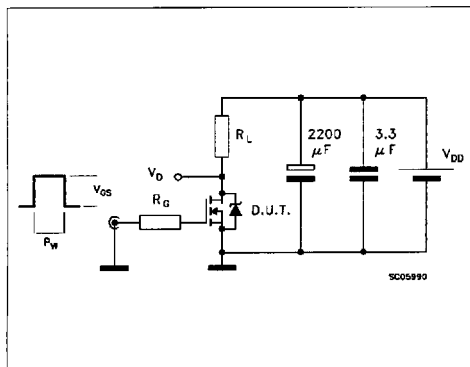 R_L
2200 μF
3.3 μF
V_DD
V_D
V_GS
R_G
D.U.T.
P_W
SC05990